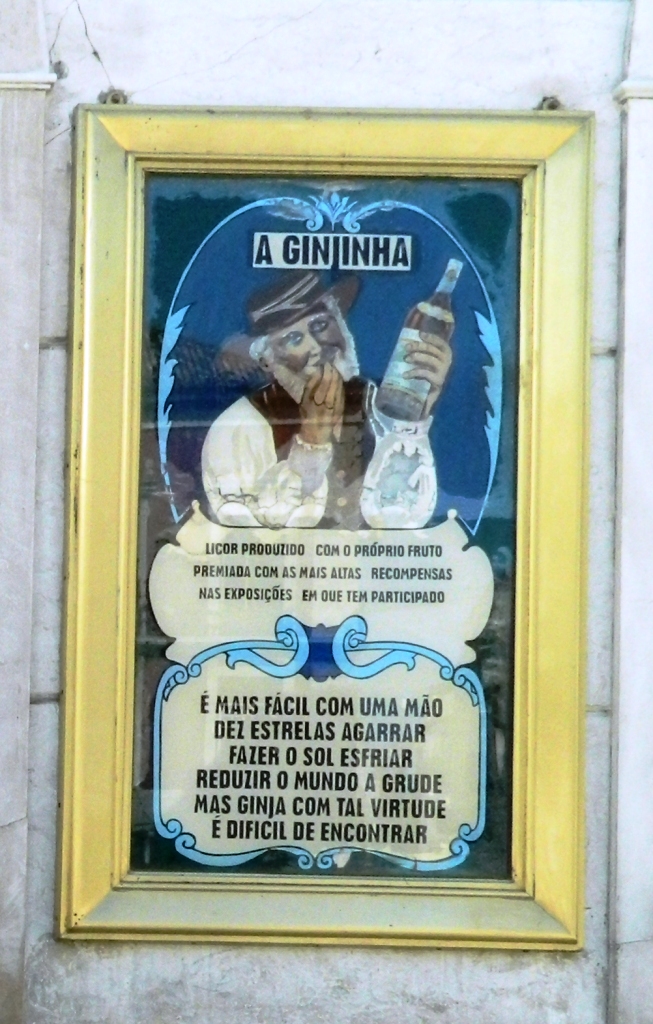 A GINJINHA
LICOR PRODUZIDO COM O PRÓPRIO FRUTO
PREMIADA COM AS MAIS ALTAS RECOMPENSAS
NAS EXPOSIÇÕES EM QUE TEM PARTICIPADO
É MAIS FÁCIL COM UMA MÃO
DEZ ESTRELAS AGARRAR
FAZER O SOL ESFRIAR
REDUZIR O MUNDO A GRUDE
MAS GINJA COM TAL VIRTUDE
É DIFICIL DE ENCONTRAR